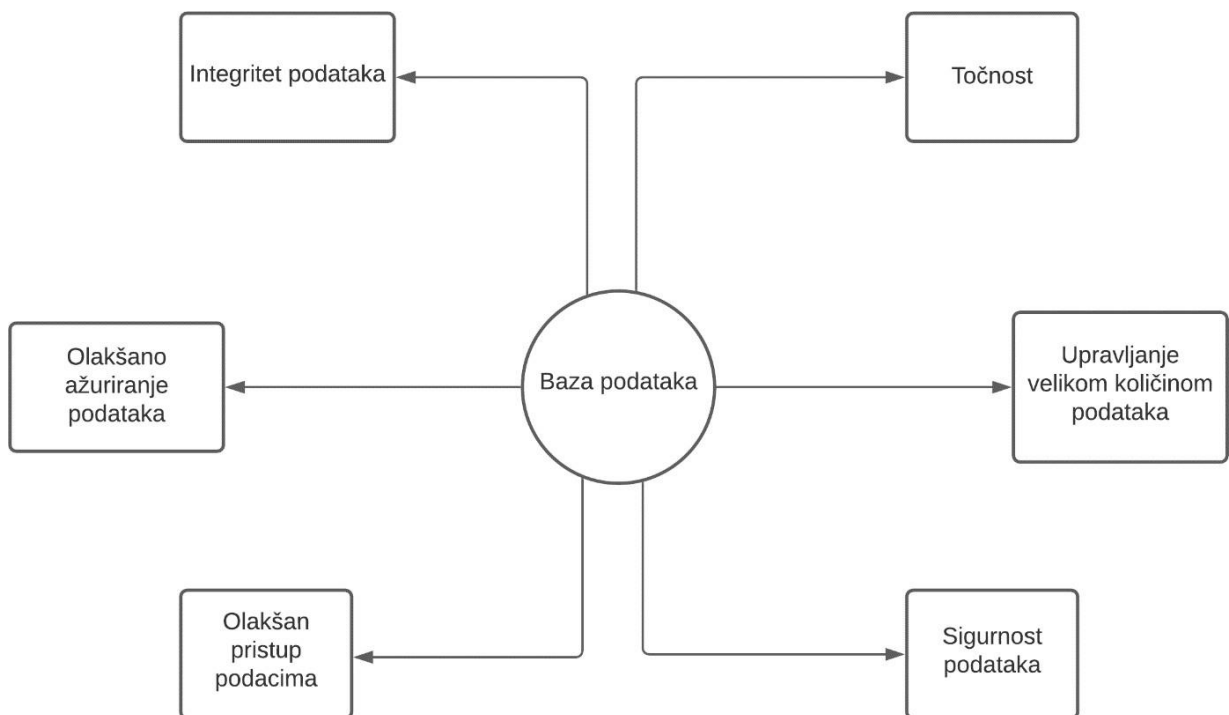 Integritet podataka
Točnost
Olakšano
ažuriranje
podataka
Baza podataka
Upravljanje
velikom količinom
podataka
Olakšan
pristup
podacima
Sigurnost
podataka